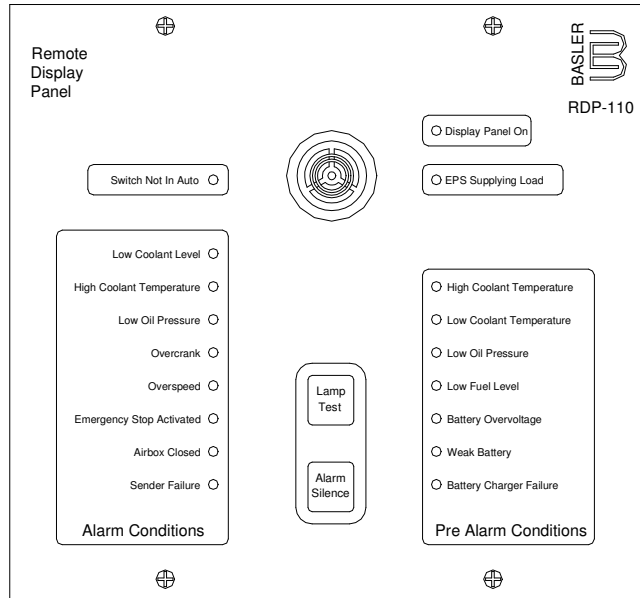 Remote
Display
Panel
BASLER
RDP-110
Display Panel On
Switch Not In Auto
EPS Supplying Load
Low Coolant Level
High Coolant Temperature
Low Oil Pressure
Overcrank
Overspeed
Emergency Stop Activated
Airbox Closed
Sender Failure
Alarm Conditions
Lamp
Test
Alarm
Silence
High Coolant Temperature
Low Coolant Temperature
Low Oil Pressure
Low Fuel Level
Battery Overvoltage
Weak Battery
Battery Charger Failure
Pre Alarm Conditions